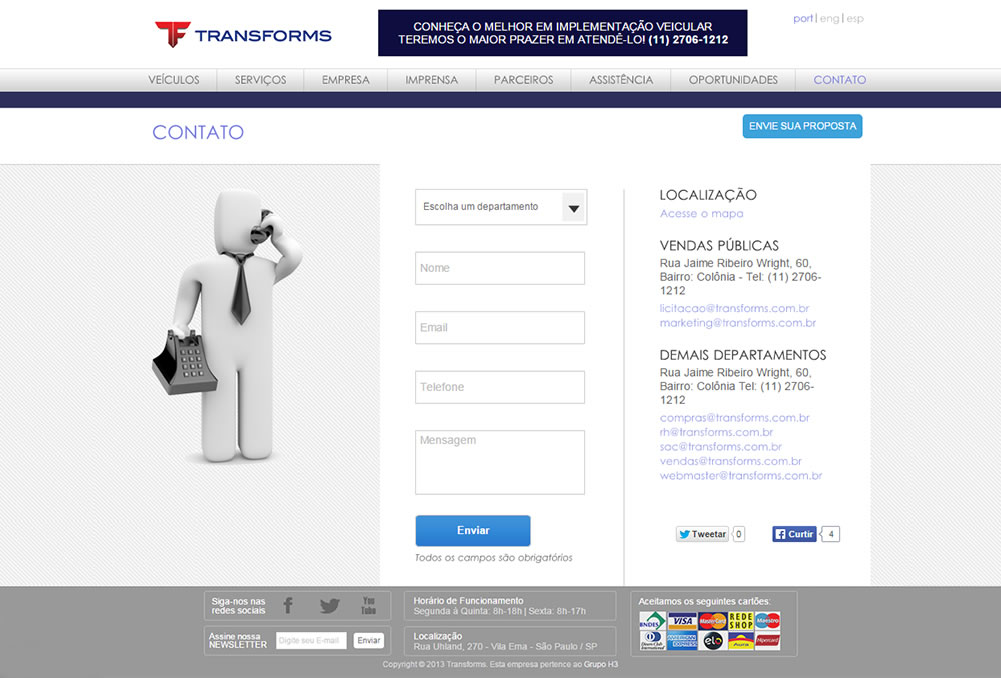 TRANSFORMS
CONHEÇA O MELHOR EM IMPLEMENTAÇÃO VEICULAR
TEREMOS O MAIOR PRAZER EM ATENDÊ-LO! (11) 2706-1212
port| eng| esp
VEÍCULOS
SERVIÇOS
EMPRESA
IMPRENSA
PARCEIROS
ASSISTÊNCIA
OPORTUNIDADES
CONTATO
CONTATO
ENVIE SUA PROPOSTA
Escolha um departamento
Nome
Email
Telefone
Mensagem
Enviar
Todos os campos são obrigatórios
LOCALIZAÇÃO
Acesse o mapa
VENDAS PÚBLICAS
Rua Jaime Ribeiro Wright, 60,
Bairro: Colônia - Tel: (11) 2706-
1212
licitacao@transforms.com.br
marketing@transforms.com.br
DEMAIS DEPARTAMENTOS
Rua Jaime Ribeiro Wright, 60,
Bairro: Colônia Tel: (11) 2706-
1212
compras@transforms.com.br
rh@transforms.com.br
sac@transforms.com.br
vendas@transforms.com.br
webmaster@transforms.com.br
Tweetar 0
Curtir 4
Siga-nos nas
redes sociais
You
Tube
Assine nossa
NEWSLETTER
Digite seu E-mail
Enviar
Horário de Funcionamento
Segunda à Quinta: 8h-18h | Sexta: 8h-17h
Localização
Rua Uhland, 270 - Vila Ema - São Paulo / SP
Aceitamos os seguintes cartões:
BNDES
VISA
MasterCard
REDE
SHOP
Maestro
Diners Club
International
AMERICAN
EXPRESS
elo
Aura
Hipercard
Copyright © 2013 Transforms. Esta empresa pertence ao Grupo H3